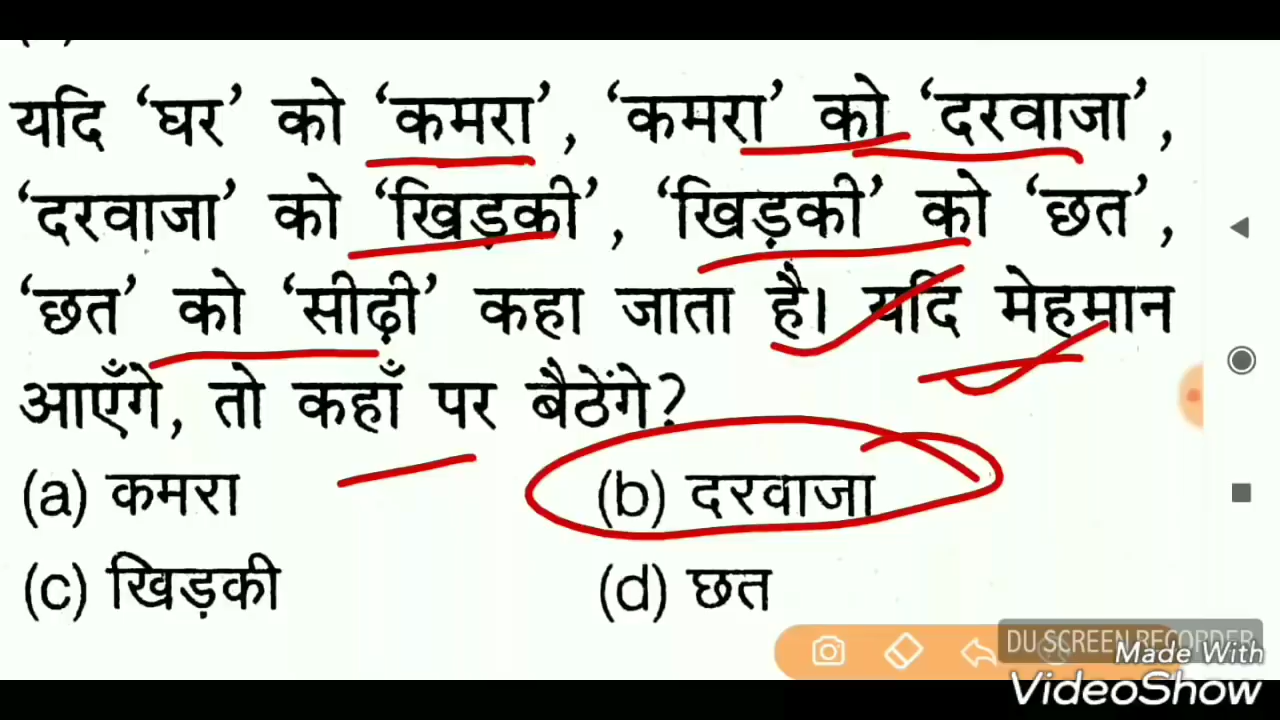 यदि ‘घर’ को ‘कमरा’, ‘कमरा’ को ‘दरवाजा’,
‘दरवाजा’ को ‘खिड़की’, ‘खिड़की’ को ‘छत’,
‘छत’ को ‘सीढ़ी’ कहा जाता है। यदि मेहमान
आएँगे, तो कहाँ पर बैठेंगे?
(a) कमरा (b) दरवाजा
(c) खिड़की (d) छत
DU SCREEN RECORDER
Made With
VideoShow